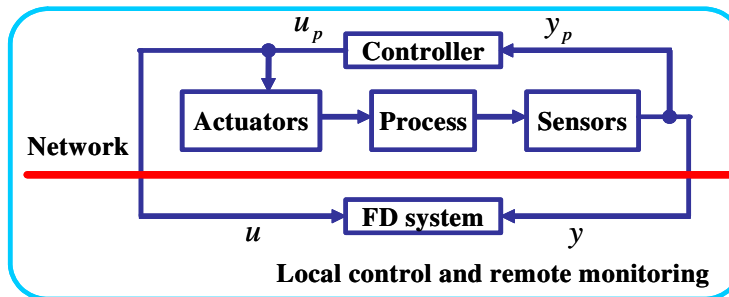 u_p
y_p
Controller
Actuators
Process
Sensors
Network
FD system
u
y
Local control and remote monitoring